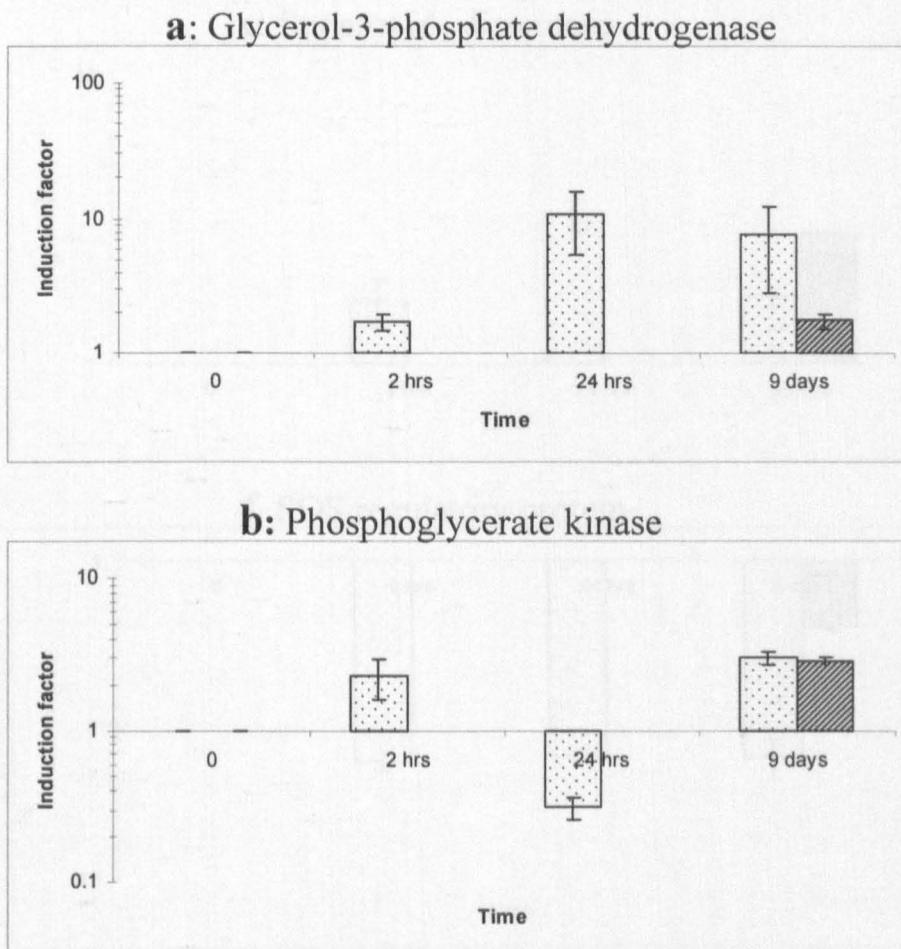 a: Glycerol-3-phosphate dehydrogenase
100
10
1
Induction factor
0 2 hrs 24 hrs 9 days
Time
b: Phosphoglycerate kinase
10
1
0.1
Induction factor
0 2 hrs 24 hrs 9 days
Time